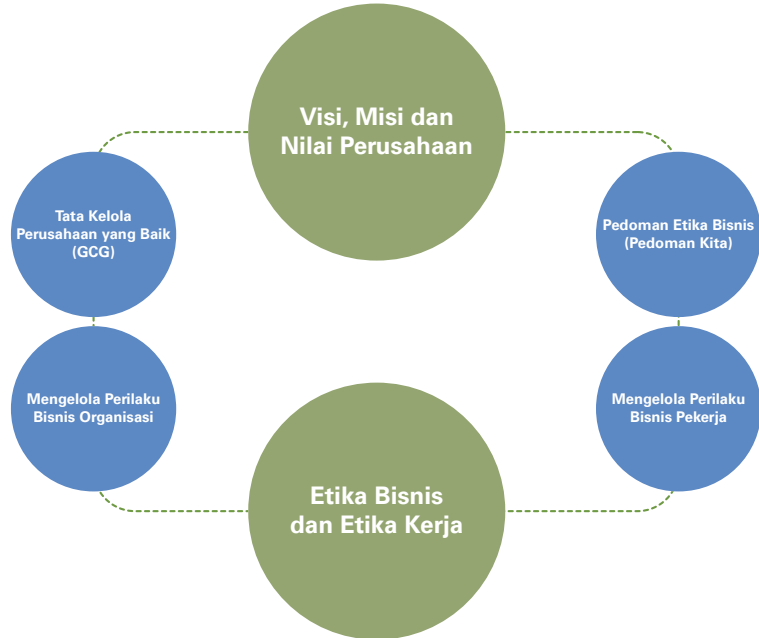 Visi, Misi dan
Nilai Perusahaan
Tata Kelola
Perusahaan yang Baik
(GCG)
Pedoman Etika Bisnis
(Pedoman Kita)
Mengelola Perilaku
Bisnis Organisasi
Mengelola Perilaku
Bisnis Pekerja
Etika Bisnis
dan Etika Kerja